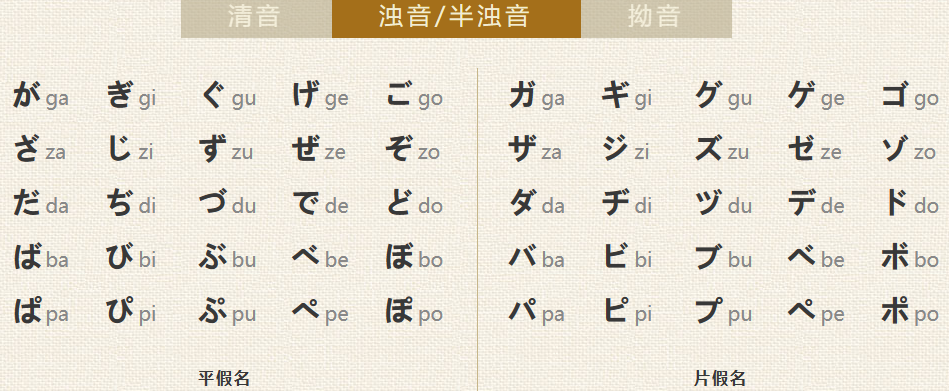 清音 浊音/半浊音 拗音
が ga ぎ gi ぐ gu げ ge ご go ガ ga ギ gi グ gu ゲ ge ゴ go
ざ za じ zi ず zu ぜ ze ぞ zo ザ za ジ zi ズ zu ゼ ze ゾ zo
だ da ぢ di づ du で de ど do ダ da ヂ di ヅ du デ de ド do
ば ba び bi ぶ bu べ be ぼ bo バ ba ビ bi ブ bu ベ be ボ bo
ぱ pa ぴ pi ぷ pu ぺ pe ぽ po パ pa ピ pi プ pu ペ pe ポ po
平假名 片假名